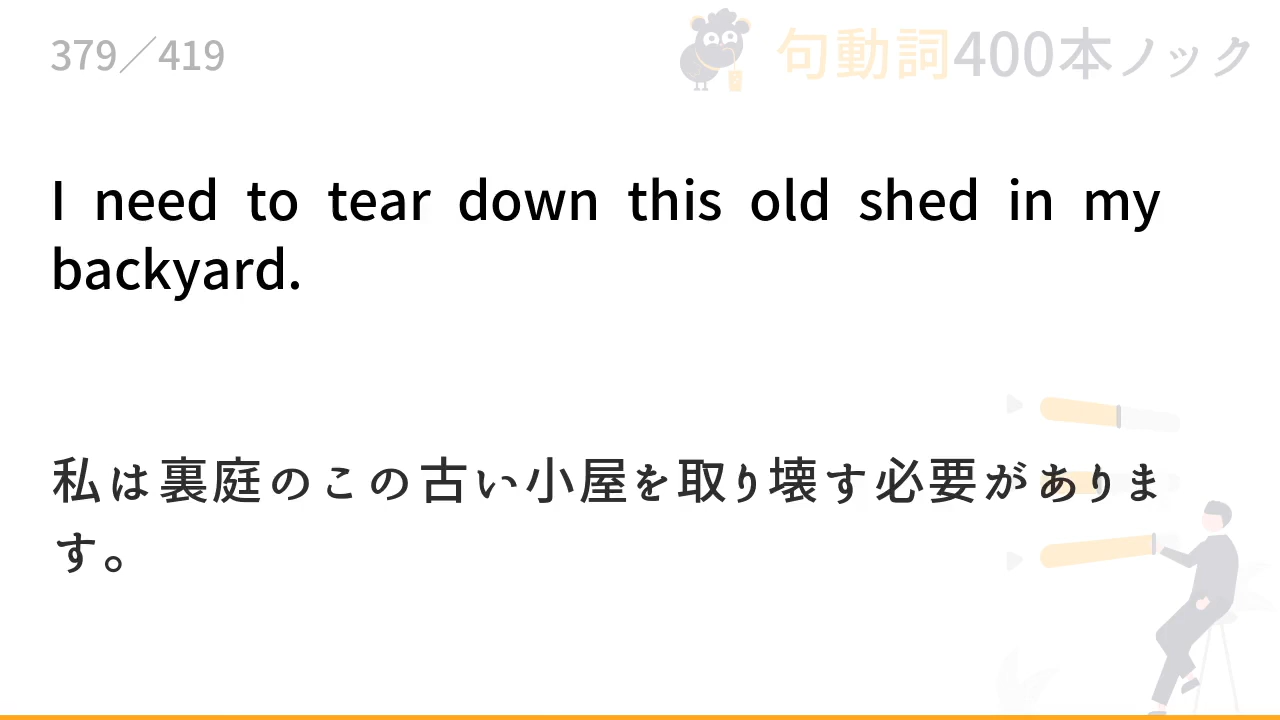 379／419
句動詞400本ノック
I need to tear down this old shed in my
backyard.
私は裏庭のこの古い小屋を取り壊す必要がありま
す。